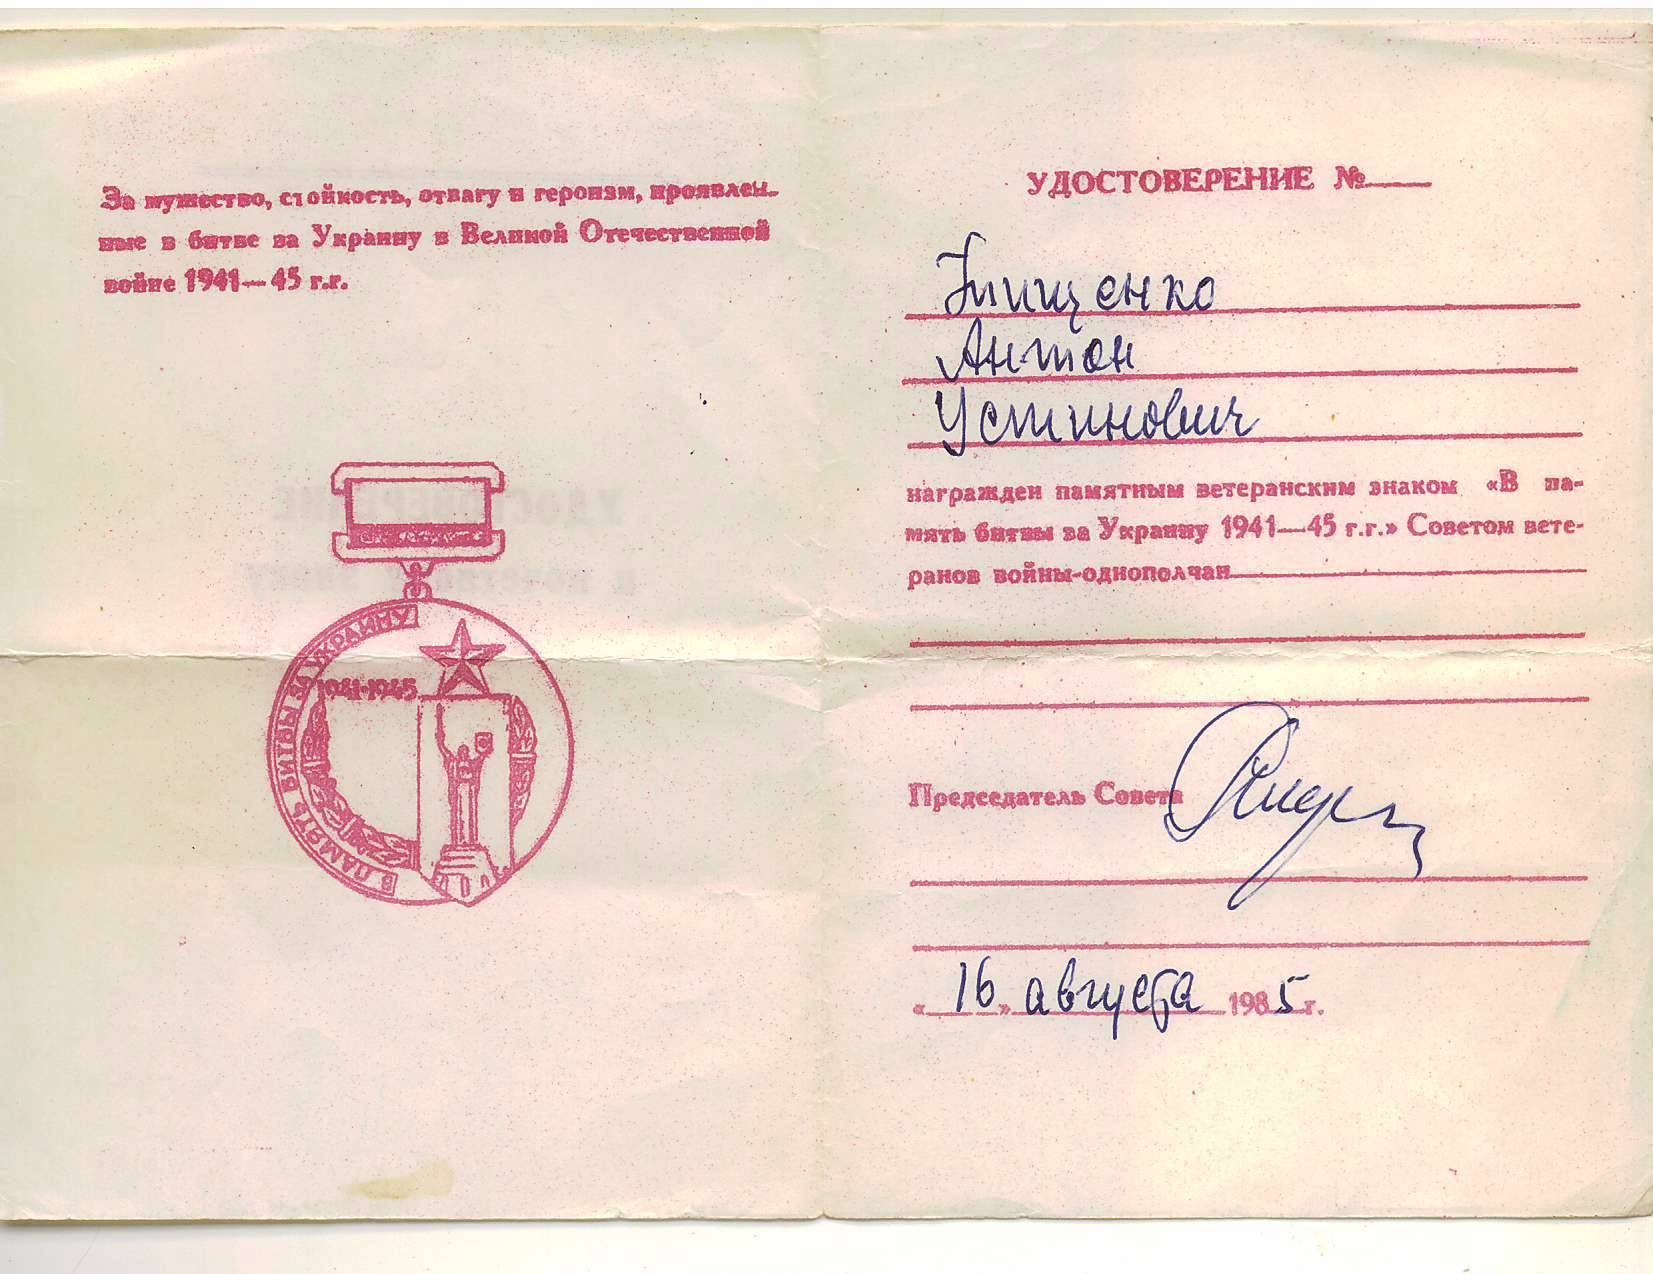 За мужество, стойкость, отвагу и героизм, проявлен-
ные в битве за Украину в Великой Отечественной
войне 1941—45 г.г.
В ПАМЯТЬ БИТВЫ ЗА УКРАИНУ
1941-1945
УДОСТОВЕРЕНИЕ №
Тищенко
Антон
Устинович
награжден памятным ветеранским знаком «В па-
мять битвы за Украину 1941—45 г.г.» Советом вете-
ранов войны-однополчан
Председатель Совета
«16» августа 1985 г.